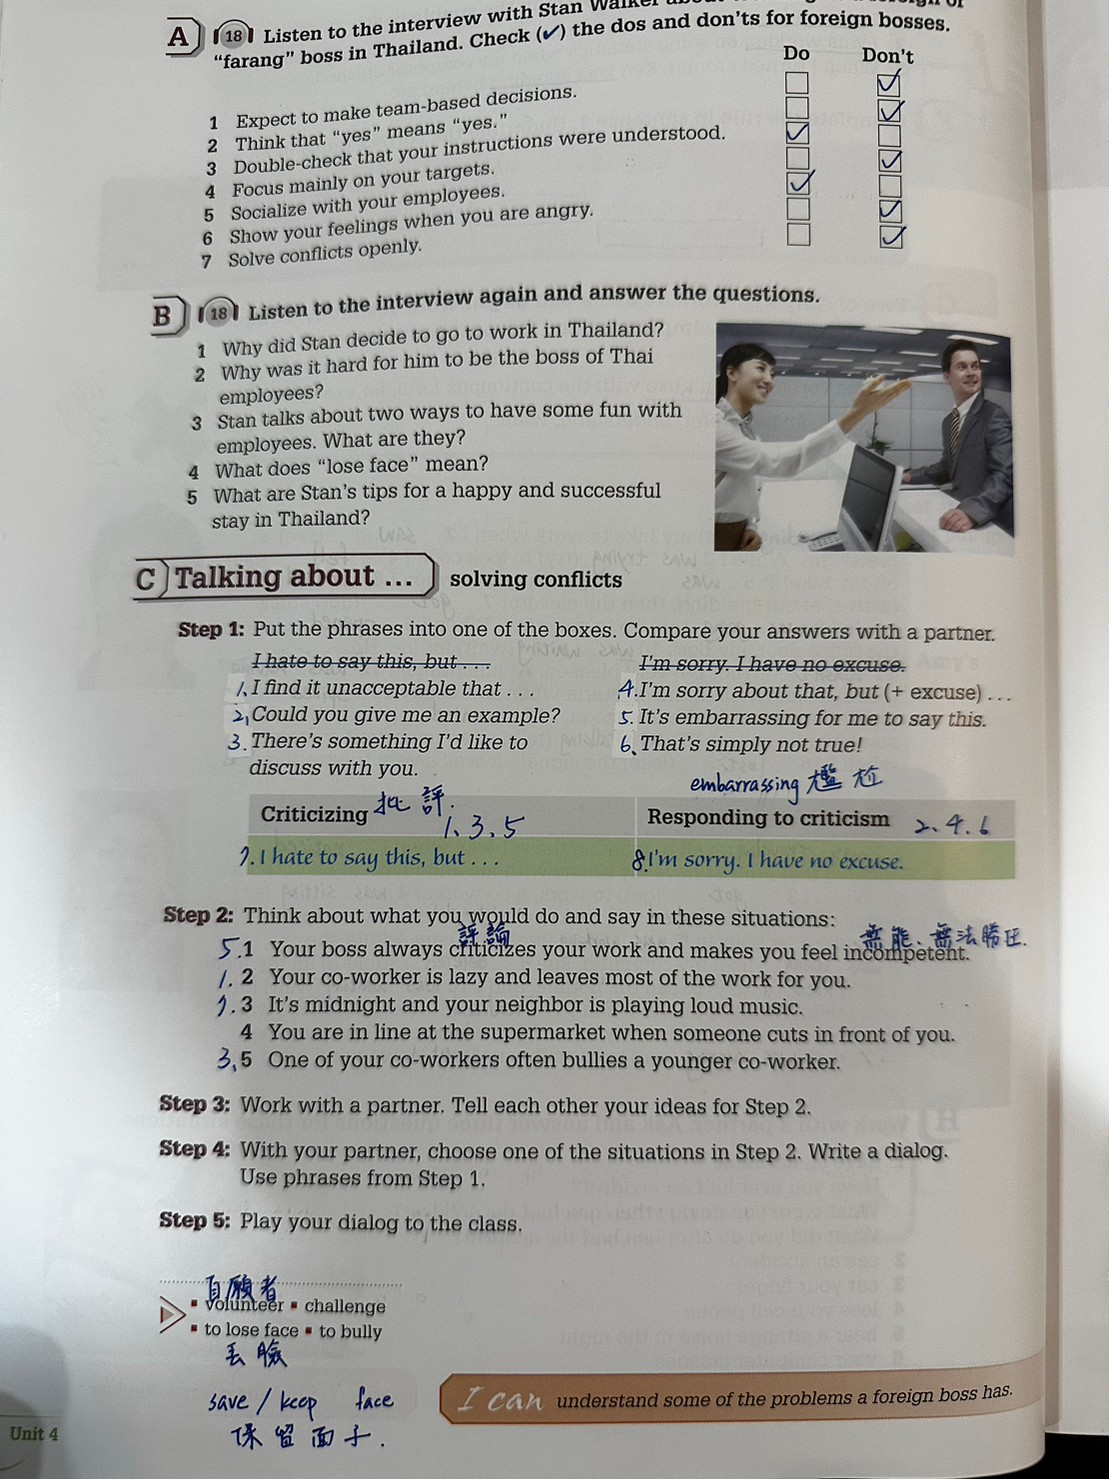 A 18 Listen to the interview with Stan Walker
"farang" boss in Thailand. Check (✓) the dos and don'ts for foreign bosses.
Do Don't
1 Expect to make team-based decisions.
2 Think that "yes" means "yes."
3 Double-check that your instructions were understood.
4 Focus mainly on your targets.
5 Socialize with your employees.
6 Show your feelings when you are angry.
7 Solve conflicts openly.
B 18 Listen to the interview again and answer the questions.
1 Why did Stan decide to go to work in Thailand?
2 Why was it hard for him to be the boss of Thai
employees?
3 Stan talks about two ways to have some fun with
employees. What are they?
4 What does "lose face" mean?
5 What are Stan's tips for a happy and successful
stay in Thailand?
C Talking about ... solving conflicts
Step 1: Put the phrases into one of the boxes. Compare your answers with a partner.
I hate to say this, but . . . I'm sorry. I have no excuse.
1. I find it unacceptable that . . . 4. I'm sorry about that, but (+ excuse) . . .
2, Could you give me an example? 5. It's embarrassing for me to say this.
3. There's something I'd like to 6、That's simply not true!
discuss with you.
embarrassing 尷尬
Criticizing 批評. 1、3、5 Responding to criticism 2、4、6
7. I hate to say this, but . . . 8. I'm sorry. I have no excuse.
Step 2: Think about what you would do and say in these situations:
評論 無能、無法勝任.
5. 1 Your boss always criticizes your work and makes you feel incompetent.
1. 2 Your co-worker is lazy and leaves most of the work for you.
7. 3 It's midnight and your neighbor is playing loud music.
4 You are in line at the supermarket when someone cuts in front of you.
3, 5 One of your co-workers often bullies a younger co-worker.
Step 3: Work with a partner. Tell each other your ideas for Step 2.
Step 4: With your partner, choose one of the situations in Step 2. Write a dialog.
Use phrases from Step 1.
Step 5: Play your dialog to the class.
自願者
▪ volunteer ▪ challenge
▪ to lose face ▪ to bully
丟臉
save / keep face
保留面子.
I can understand some of the problems a foreign boss has.
Unit 4